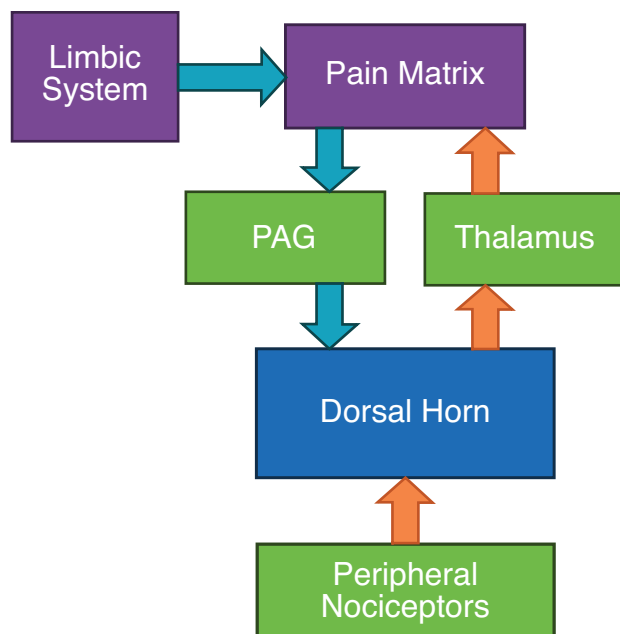 Limbic
System
Pain Matrix
PAG
Thalamus
Dorsal Horn
Peripheral
Nociceptors